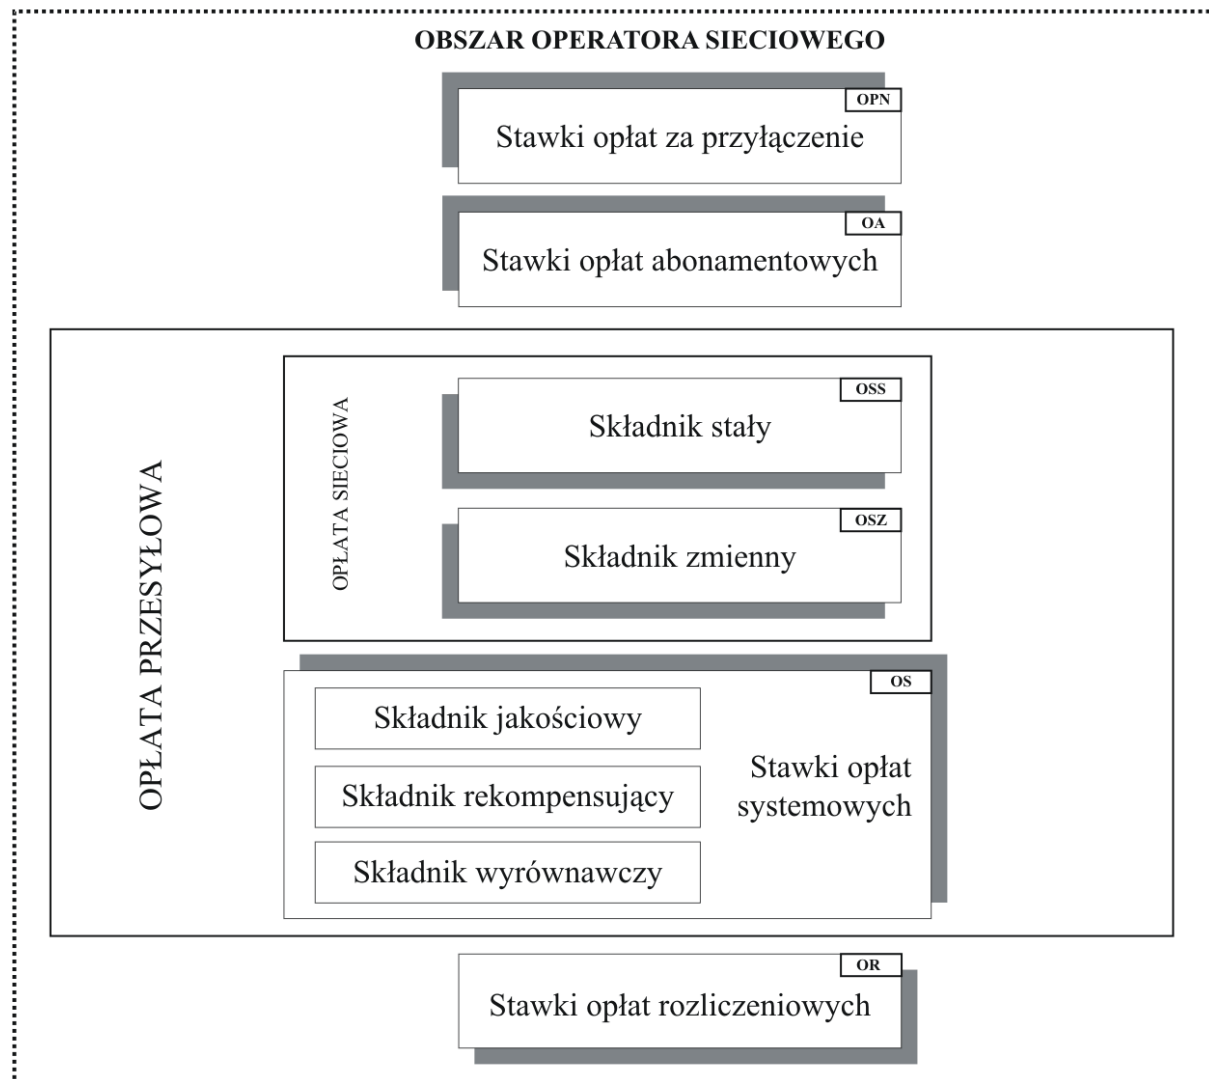 OBSZAR OPERATORA SIECIOWEGO
OPN
Stawki opłat za przyłączenie
OA
Stawki opłat abonamentowych
OPŁATA PRZESYŁOWA
OPŁATA SIECIOWA
OSS
Składnik stały
OSZ
Składnik zmienny
OS
Składnik jakościowy
Składnik rekompensujący
Składnik wyrównawczy
Stawki opłat
systemowych
OR
Stawki opłat rozliczeniowych